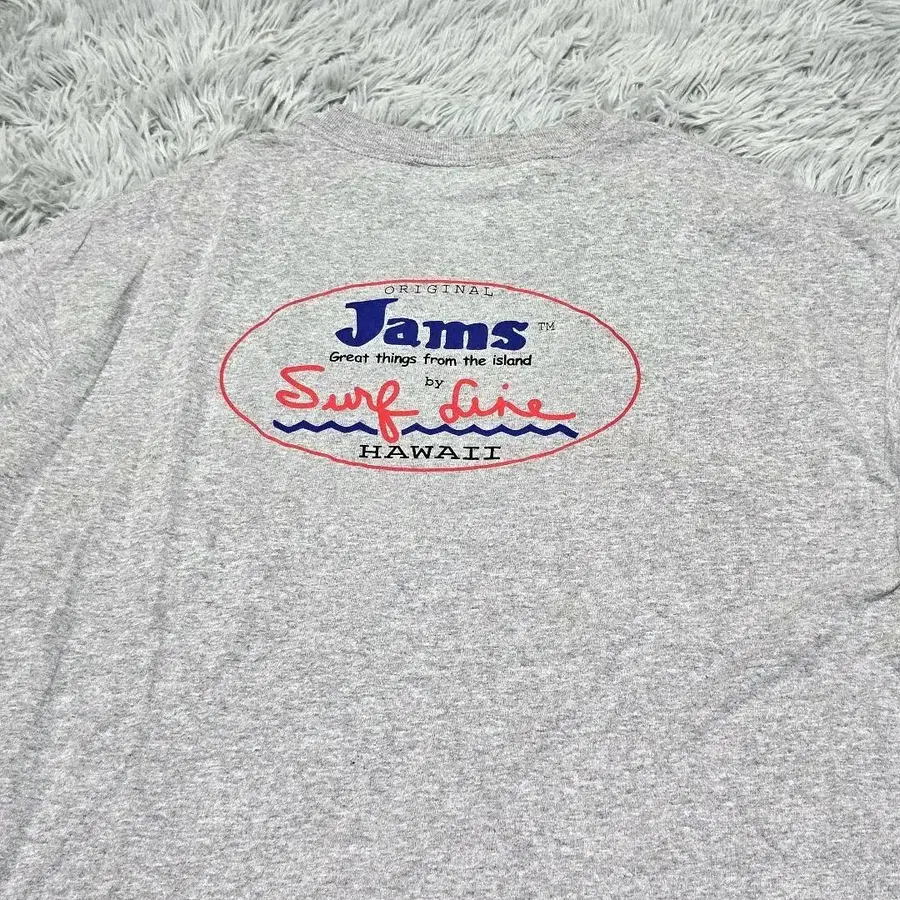 ORIGINAL
Jams™
Great things from the island
by
Surf Line
HAWAII